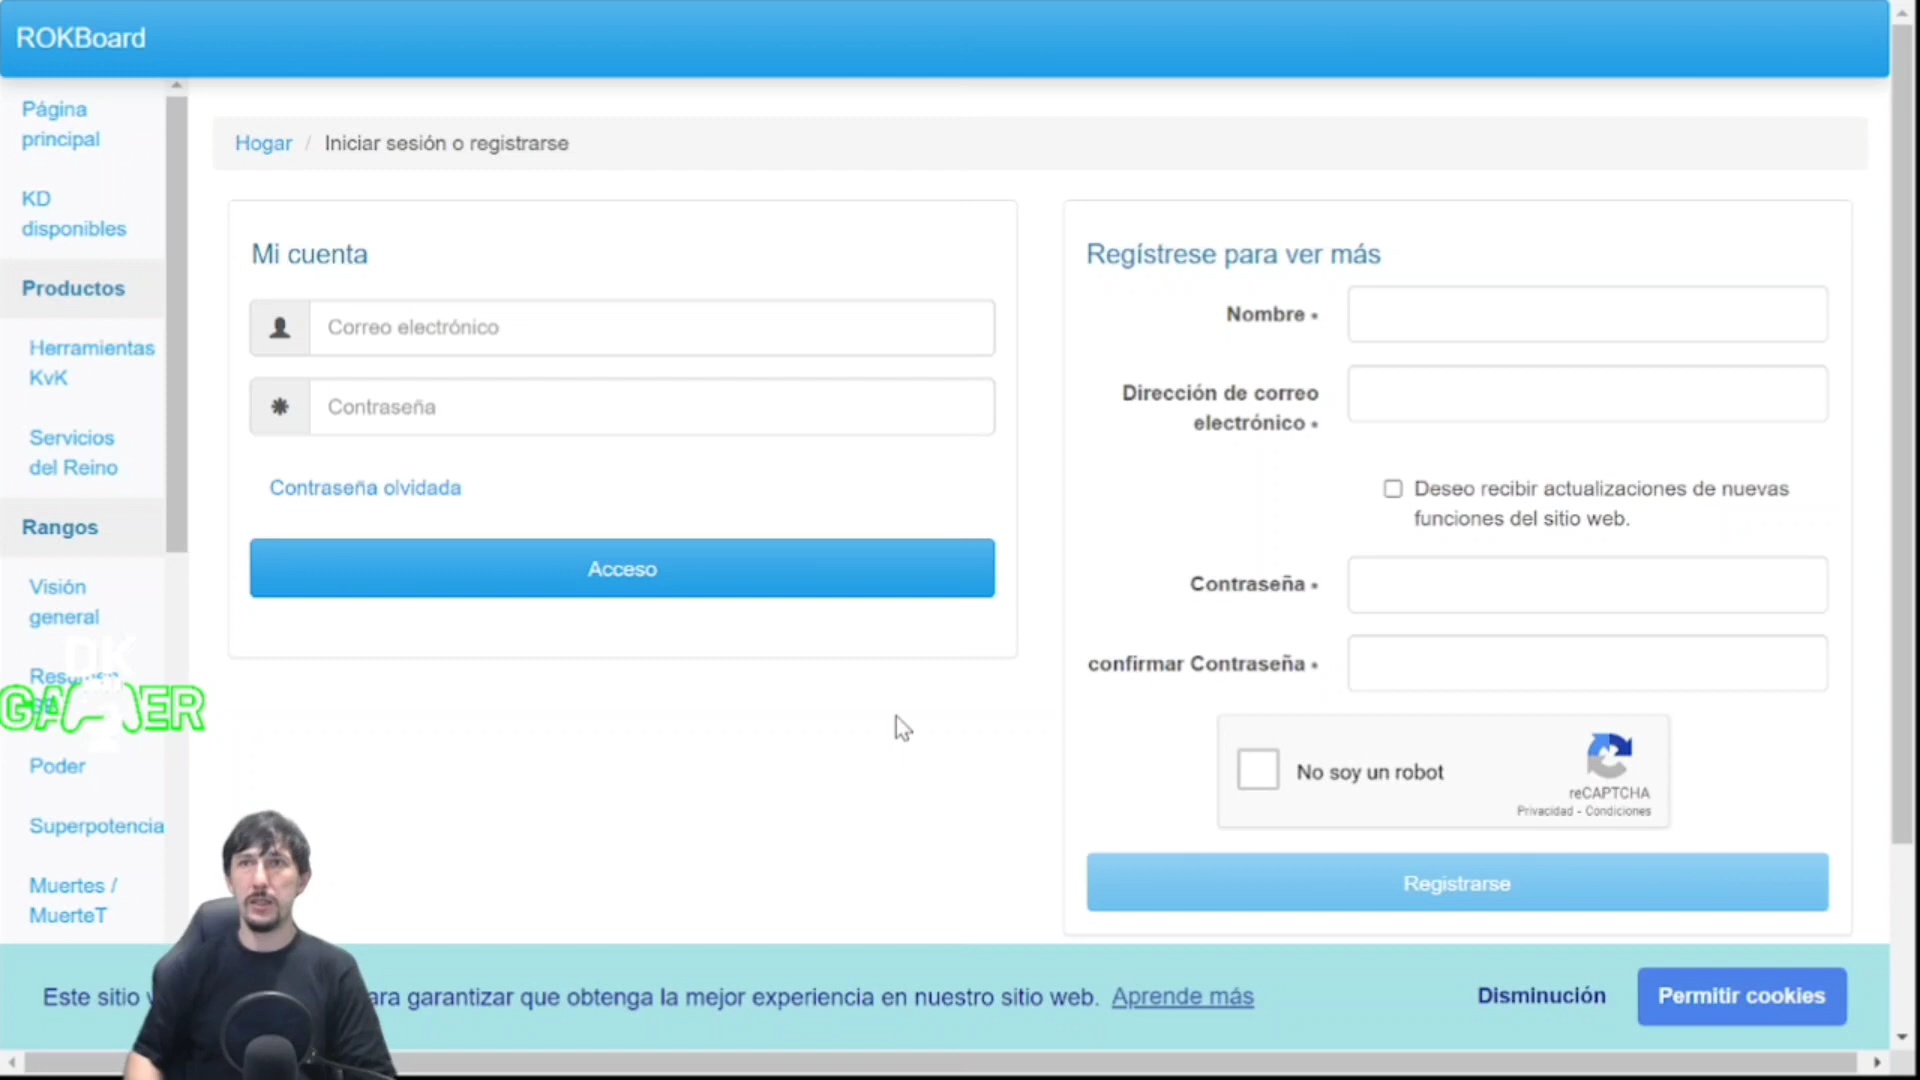 ROKBoard
Página
principal
KD
disponibles
Productos
Herramientas
KvK
Servicios
del Reino
Rangos
Visión
general
Poder
Superpotencia
Muertes /
MuerteT
DK
GAMER
Hogar / Iniciar sesión o registrarse
Mi cuenta
Correo electrónico
Contraseña
Contraseña olvidada
Acceso
Regístrese para ver más
Nombre *
Dirección de correo
electrónico *
Deseo recibir actualizaciones de nuevas
funciones del sitio web.
Contraseña *
confirmar Contraseña *
No soy un robot
reCAPTCHA
Privacidad - Condiciones
Registrarse
Este sitio ara garantizar que obtenga la mejor experiencia en nuestro sitio web. Aprende más
Disminución
Permitir cookies